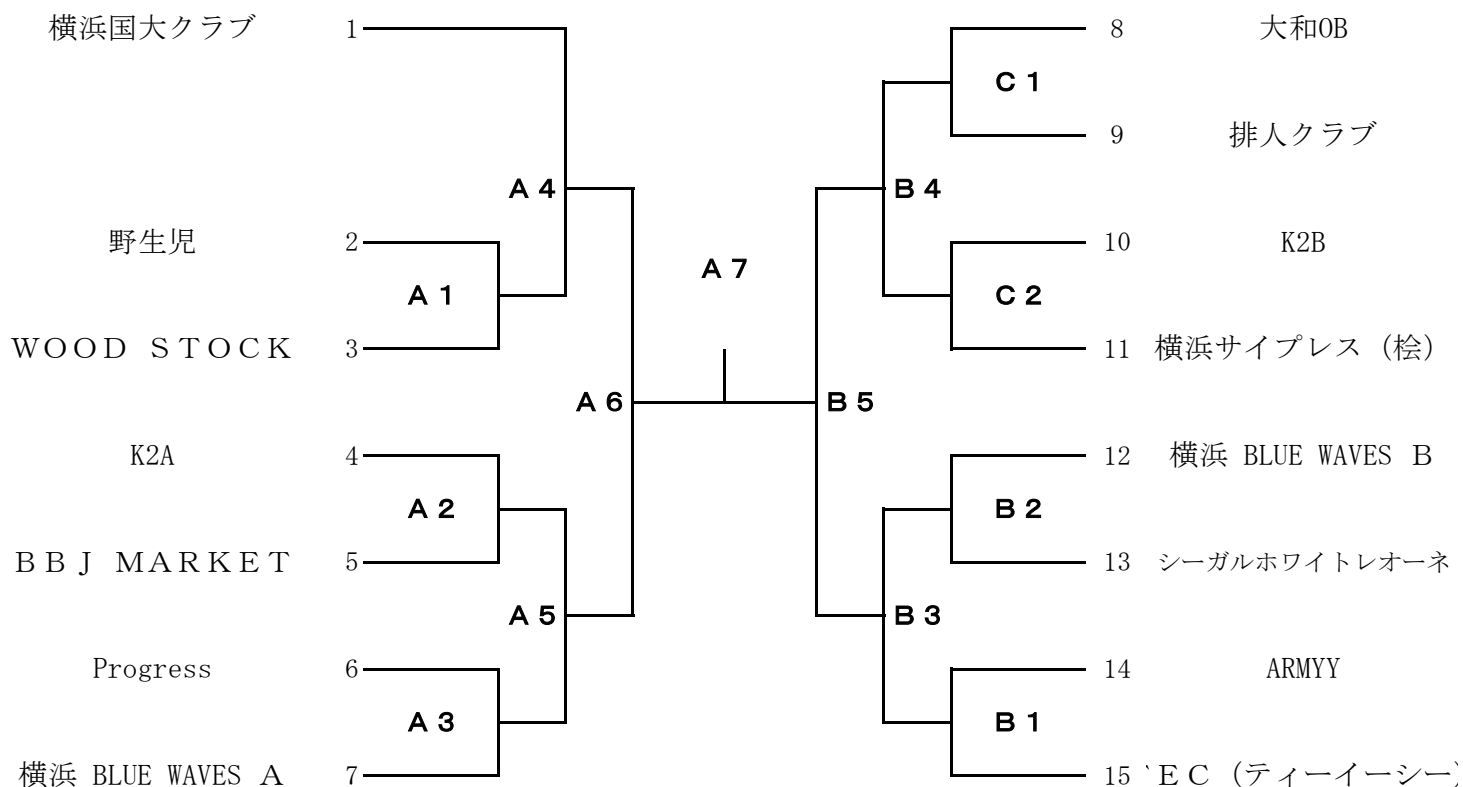 横浜国大クラブ 1
8 大和OB
C1
9 排人クラブ
A4
B4
野生児 2
10 K2B
A7
A1
C2
WOOD STOCK 3
11 横浜サイプレス（桧）
A6
B5
K2A 4
12 横浜 BLUE WAVES B
A2
B2
BBJ MARKET 5
13 シーガルホワイトレオーネ
A5
B3
Progress 6
14 ARMYY
A3
B1
横浜 BLUE WAVES A 7
15 EC（ティーイーシー）